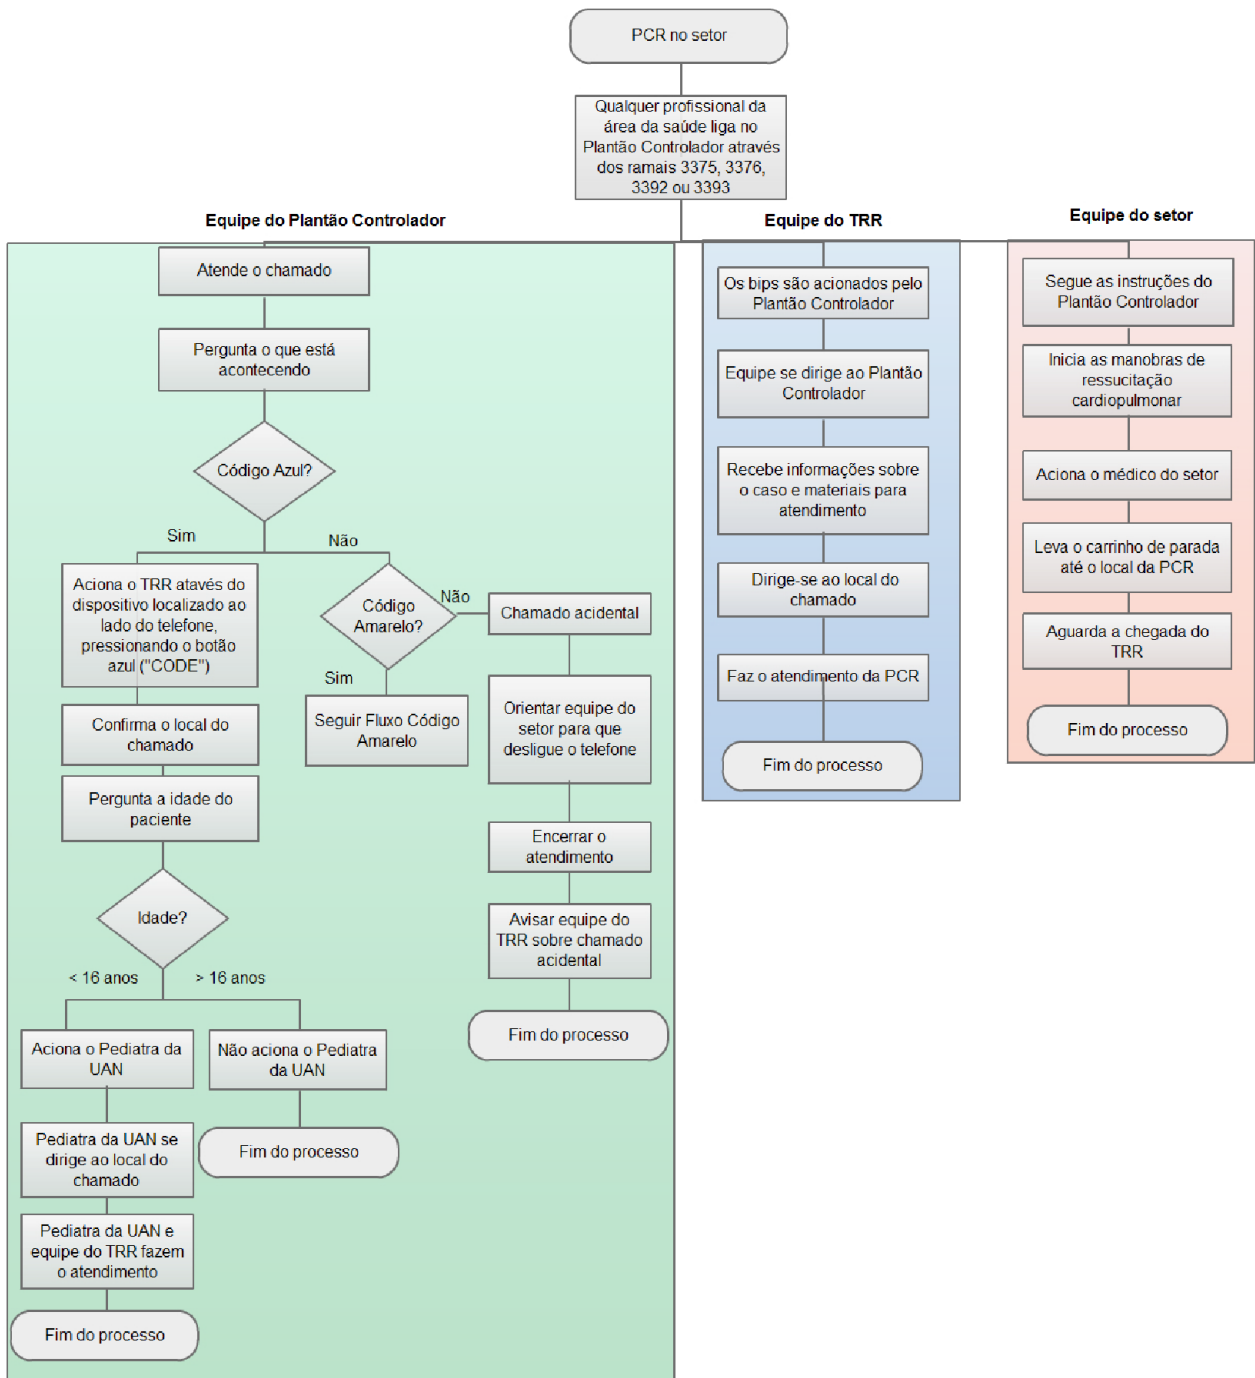 PCR no setor
Qualquer profissional da
área da saúde liga no
Plantão Controlador através
dos ramais 3375, 3376,
3392 ou 3393
Equipe do Plantão Controlador
Atende o chamado
Pergunta o que está
acontecendo
Código Azul?
Sim
Não
Aciona o TRR atavés do
dispositivo localizado ao
lado do telefone,
pressionando o botão
azul ("CODE")
Confirma o local do
chamado
Pergunta a idade do
paciente
Idade?
< 16 anos
> 16 anos
Aciona o Pediatra da
UAN
Pediatra da UAN se
dirige ao local do
chamado
Pediatra da UAN e
equipe do TRR fazem
o atendimento
Fim do processo
Não aciona o Pediatra
da UAN
Fim do processo
Código
Amarelo?
Sim
Seguir Fluxo Código
Amarelo
Não
Chamado acidental
Orientar equipe do
setor para que
desligue o telefone
Encerrar o
atendimento
Avisar equipe do
TRR sobre chamado
acidental
Fim do processo
Equipe do TRR
Os bips são acionados pelo
Plantão Controlador
Equipe se dirige ao Plantão
Controlador
Recebe informações sobre
o caso e materiais para
atendimento
Dirige-se ao local do
chamado
Faz o atendimento da PCR
Fim do processo
Equipe do setor
Segue as instruções do
Plantão Controlador
Inicia as manobras de
ressucitação
cardiopulmonar
Aciona o médico do setor
Leva o carrinho de parada
até o local da PCR
Aguarda a chegada do
TRR
Fim do processo